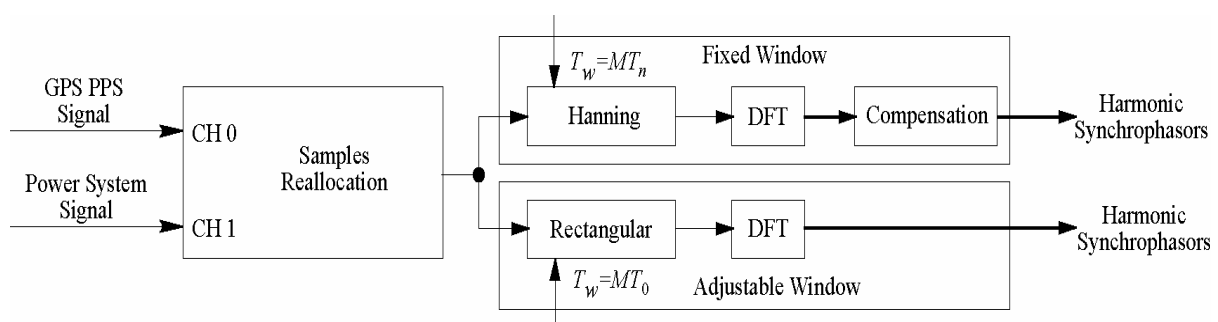 GPS PPS
Signal
CH 0
Power System
Signal
CH 1
Samples
Reallocation
Fixed Window
T_w=MT_n
Hanning
DFT
Compensation
Harmonic
Synchrophasors
Rectangular
DFT
T_w=MT_0
Adjustable Window
Harmonic
Synchrophasors